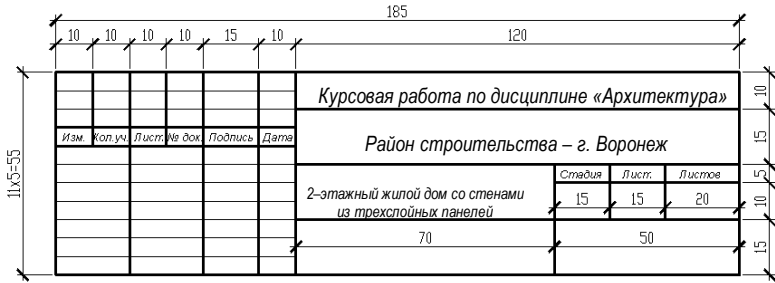 185
10 10 10 10 15 10 120
Курсовая работа по дисциплине «Архитектура» 10
Изм. Кол.уч. Лист. № док. Подпись Дата
Район строительства – г. Воронеж 15
11х5=55
Стадия Лист. Листов 5
2–этажный жилой дом со стенами
из трехслойных панелей
15 15 20 10
70 50 15